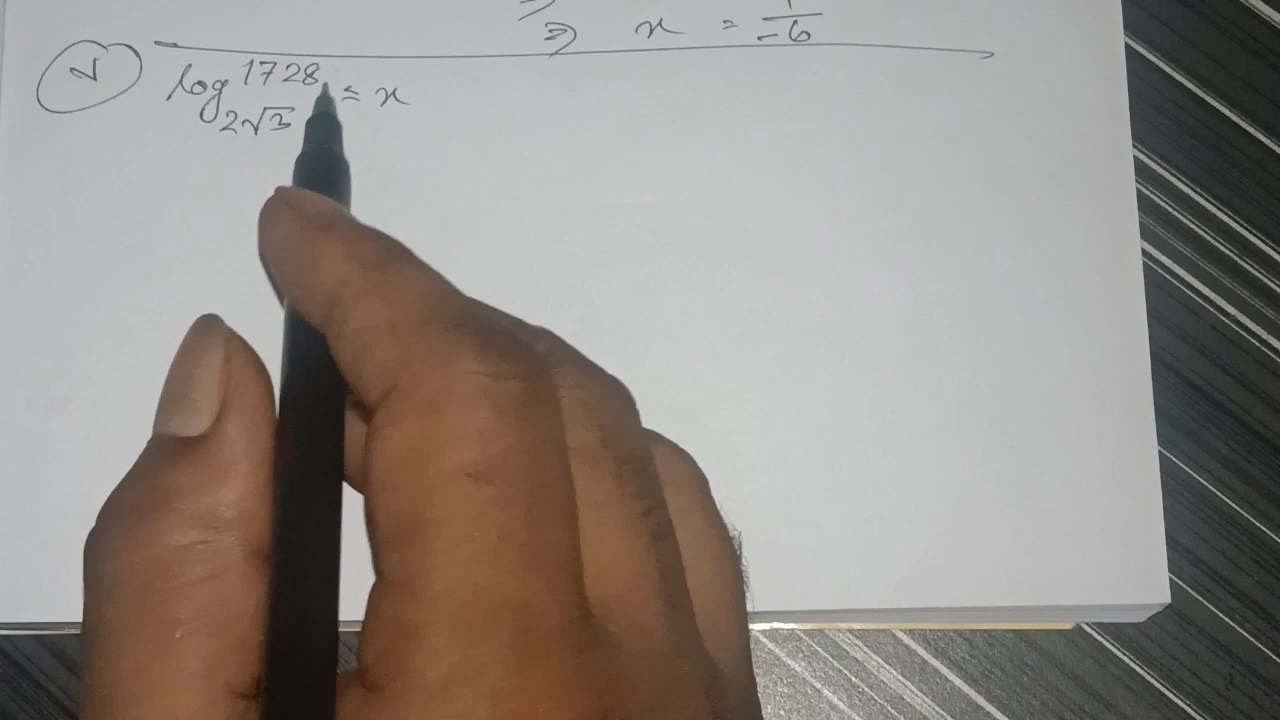 ⇒ x = 1/-6
v log_{2√3} 1728 = x